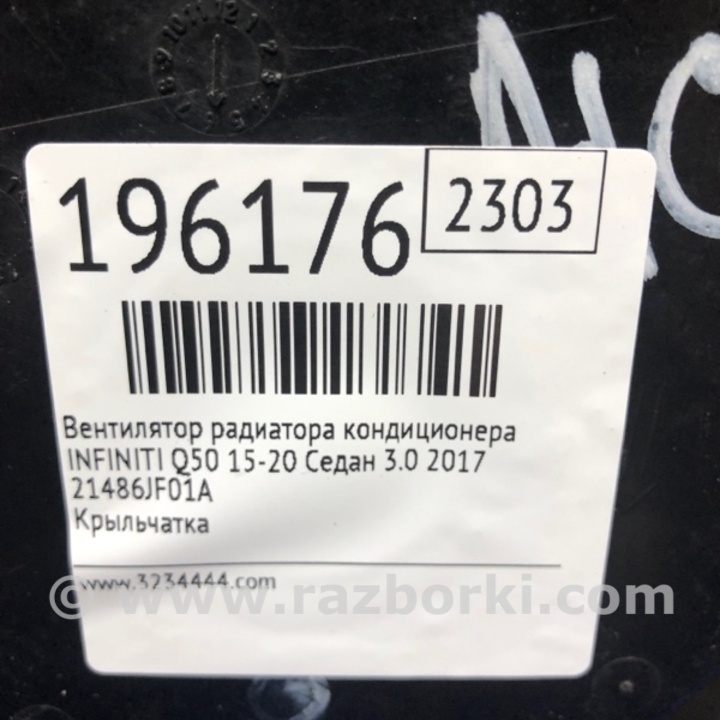 196176
2303
Вентилятор радиатора кондиционера
INFINITI Q50 15-20 Седан 3.0 2017
21486JF01A
Крыльчатка
www.3234444.com
© www.razborki.com